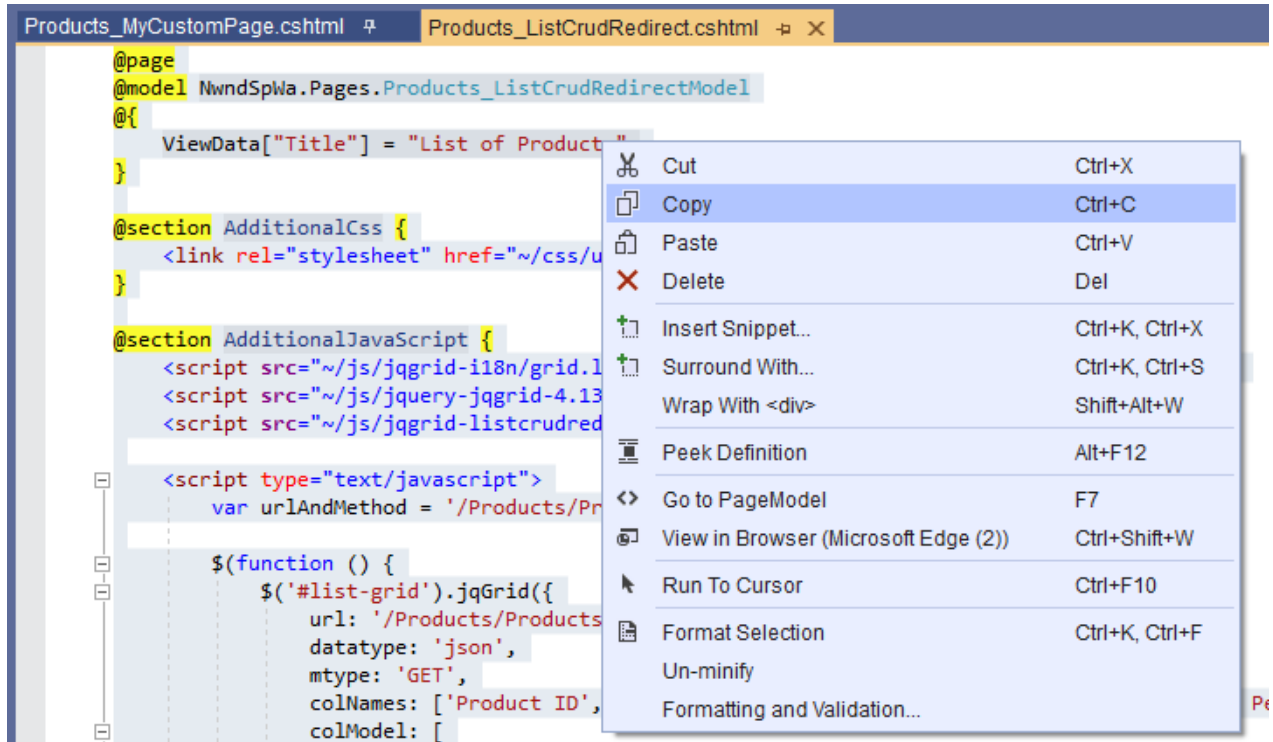 Products_MyCustomPage.cshtml Products_ListCrudRedirect.cshtml
@page
@model NwndSpWa.Pages.Products_ListCrudRedirectModel
@{
ViewData["Title"] = "List of Product
}
@section AdditionalCss {
<link rel="stylesheet" href="~/css/u
}
@section AdditionalJavaScript {
<script src="~/js/jqgrid-i18n/grid.l
<script src="~/js/jquery-jqgrid-4.13
<script src="~/js/jqgrid-listcrudred
<script type="text/javascript">
var urlAndMethod = '/Products/Pr
$(function () {
$('#list-grid').jqGrid({
url: '/Products/Products
datatype: 'json',
mtype: 'GET',
colNames: ['Product ID',
colModel: [
Cut Ctrl+X
Copy Ctrl+C
Paste Ctrl+V
Delete Del
Insert Snippet... Ctrl+K, Ctrl+X
Surround With... Ctrl+K, Ctrl+S
Wrap With <div> Shift+Alt+W
Peek Definition Alt+F12
Go to PageModel F7
View in Browser (Microsoft Edge (2)) Ctrl+Shift+W
Run To Cursor Ctrl+F10
Format Selection Ctrl+K, Ctrl+F
Un-minify
Formatting and Validation...